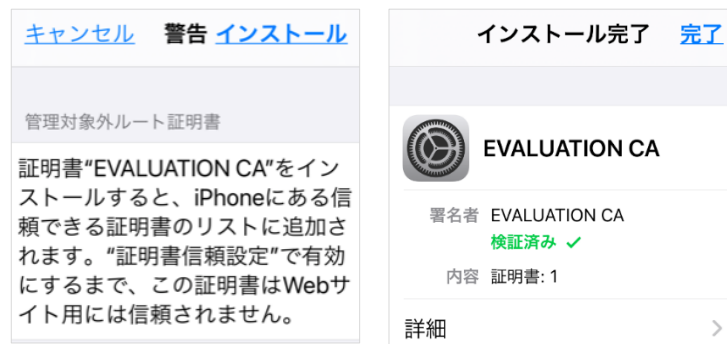 キャンセル 警告 インストール
管理対象外ルート証明書
証明書“EVALUATION CA”をイン
ストールすると、iPhoneにある信
頼できる証明書のリストに追加さ
れます。“証明書信頼設定”で有効
にするまで、この証明書はWebサ
イト用には信頼されません。
インストール完了 完了
EVALUATION CA
署名者 EVALUATION CA
検証済み ✓
内容 証明書: 1
詳細